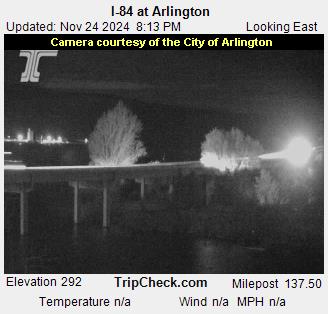 I-84 at Arlington
Updated: Nov 24 2024 8:13 PM Looking East
Camera courtesy of the City of Arlington
Elevation 292 TripCheck.com Milepost 137.50
Temperature n/a Wind n/a MPH n/a